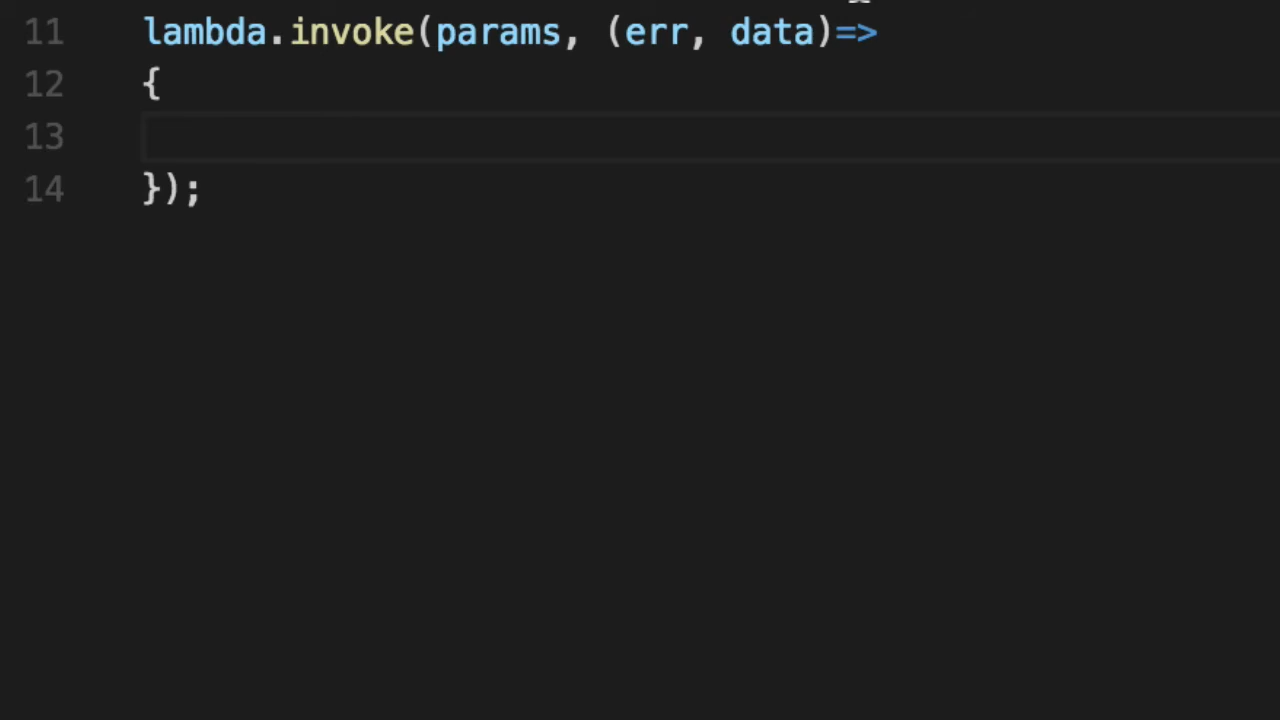 11 lambda.invoke(params, (err, data)=>
12 {
13
14 });